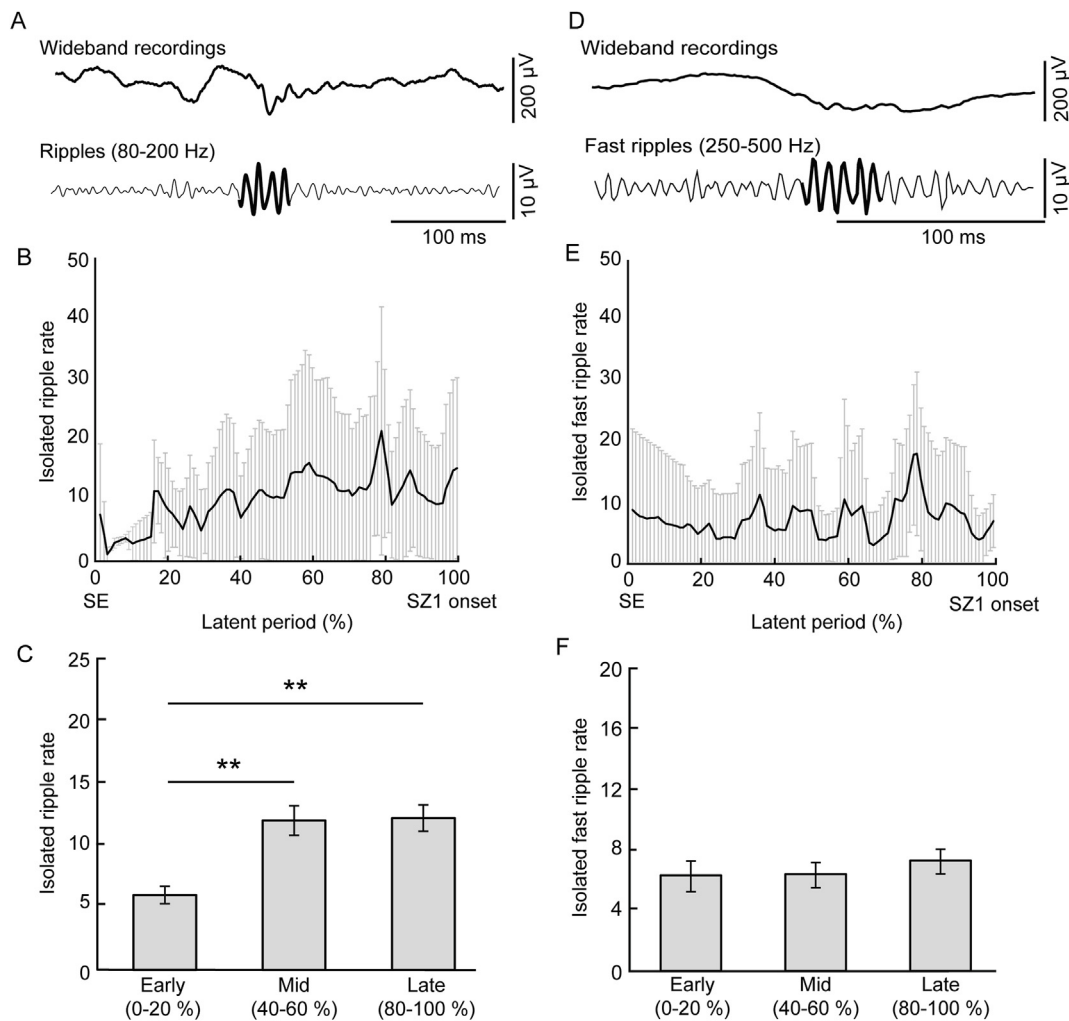 A
Wideband recordings
200 µV
Ripples (80-200 Hz)
10 µV
100 ms
B
Isolated ripple rate
50
40
30
20
10
0
0 20 40 60 80 100
SE SZ1 onset
Latent period (%)
C
Isolated ripple rate
25
20
15
10
5
0
**
**
Early Mid Late
(0-20 %) (40-60 %) (80-100 %)
D
Wideband recordings
200 µV
Fast ripples (250-500 Hz)
10 µV
100 ms
E
Isolated fast ripple rate
50
40
30
20
10
0
0 20 40 60 80 100
SE SZ1 onset
Latent period (%)
F
Isolated fast ripple rate
20
16
12
8
4
0
Early Mid Late
(0-20 %) (40-60 %) (80-100 %)